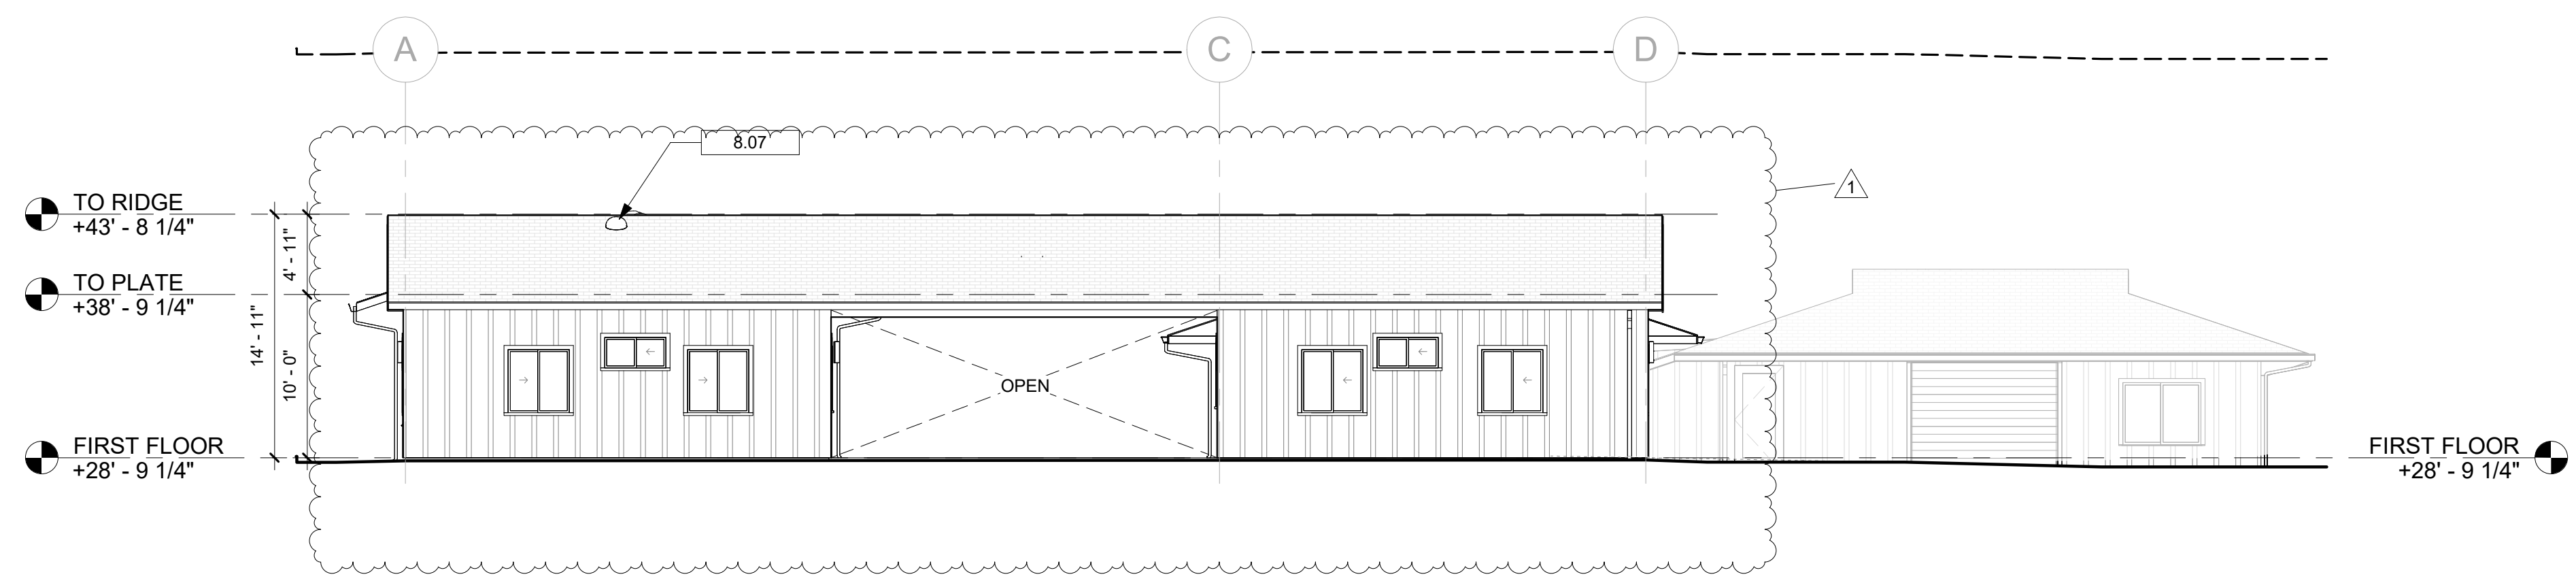 A
C
D
8.07
1
TO RIDGE
+43' - 8 1/4"
4' - 11"
TO PLATE
+38' - 9 1/4"
14' - 11"
10' - 0"
OPEN
FIRST FLOOR
+28' - 9 1/4"
FIRST FLOOR
+28' - 9 1/4"